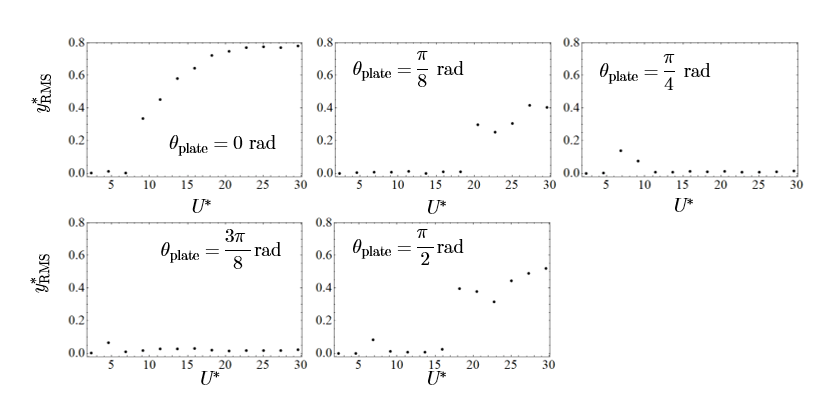 0.8 0.6 0.4 0.2 0.0
y*RMS
θplate = 0 rad
5 10 15 20 25 30
U*
0.8 0.6 0.4 0.2 0.0
θplate = π/8 rad
5 10 15 20 25 30
U*
0.8 0.6 0.4 0.2 0.0
θplate = π/4 rad
5 10 15 20 25 30
U*
0.8 0.6 0.4 0.2 0.0
y*RMS
θplate = 3π/8 rad
5 10 15 20 25 30
U*
0.8 0.6 0.4 0.2 0.0
θplate = π/2 rad
5 10 15 20 25 30
U*